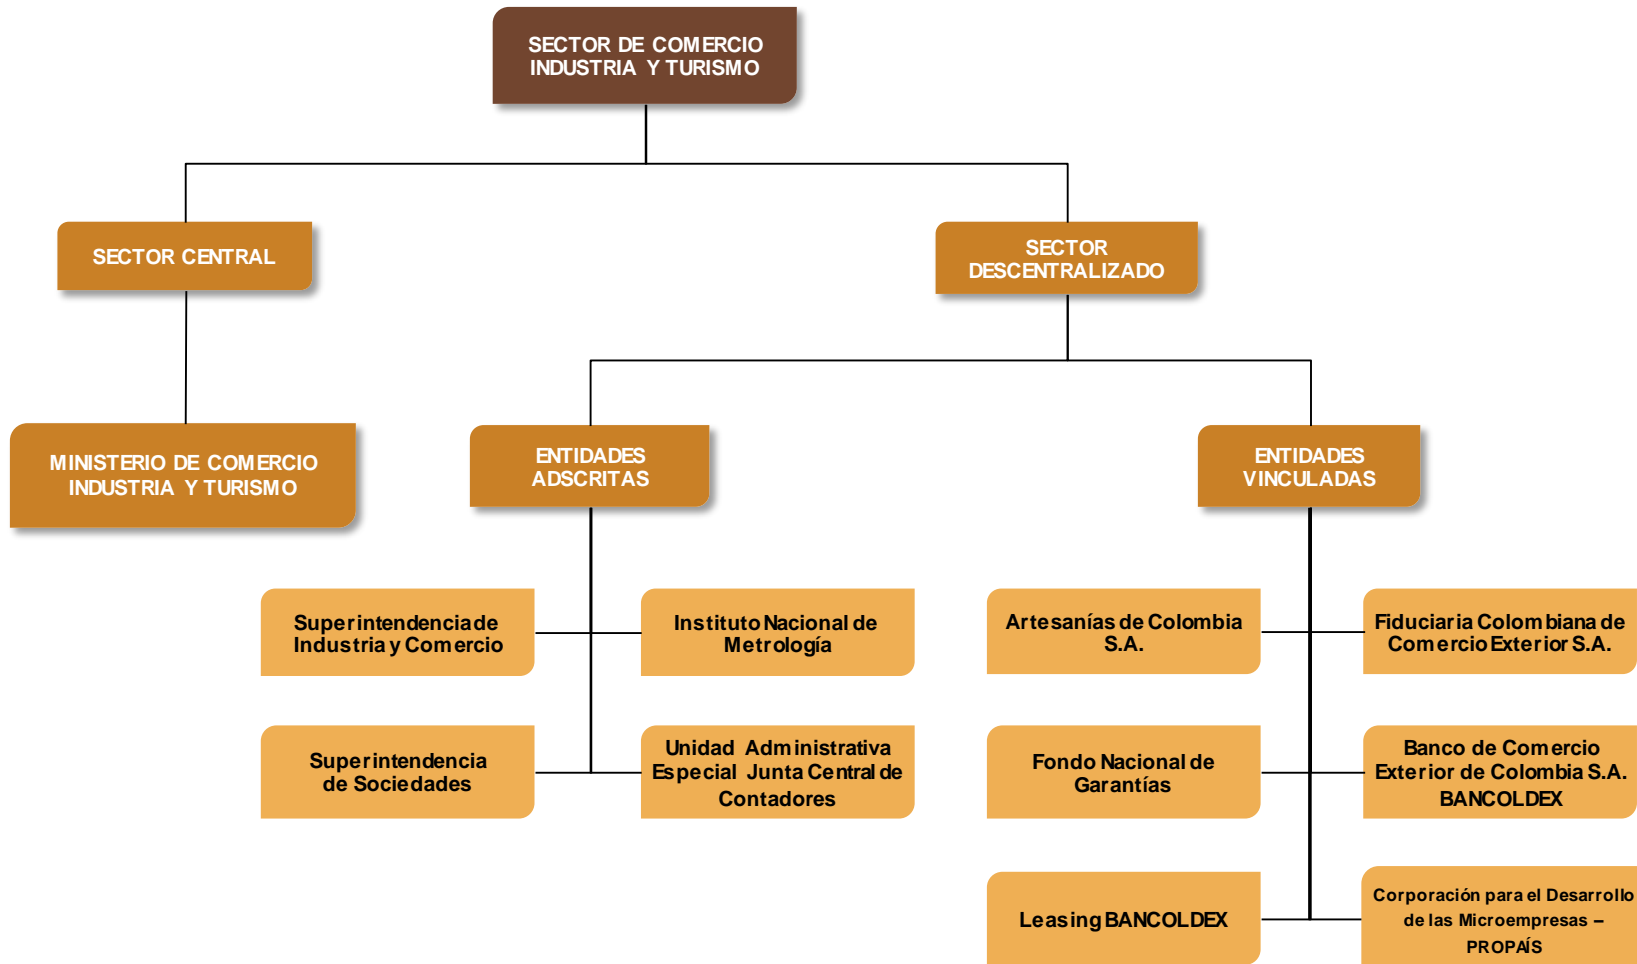 SECTOR DE COMERCIO
INDUSTRIA Y TURISMO
SECTOR CENTRAL
SECTOR
DESCENTRALIZADO
MINISTERIO DE COMERCIO
INDUSTRIA Y TURISMO
ENTIDADES
ADSCRITAS
ENTIDADES
VINCULADAS
Superintendencia de
Industria y Comercio
Instituto Nacional de
Metrología
Artesanías de Colombia
S.A.
Fiduciaria Colombiana de
Comercio Exterior S.A.
Superintendencia
de Sociedades
Unidad Administrativa
Especial Junta Central de
Contadores
Fondo Nacional de
Garantías
Banco de Comercio
Exterior de Colombia S.A.
BANCOLDEX
Leasing BANCOLDEX
Corporación para el Desarrollo
de las Microempresas –
PROPAÍS